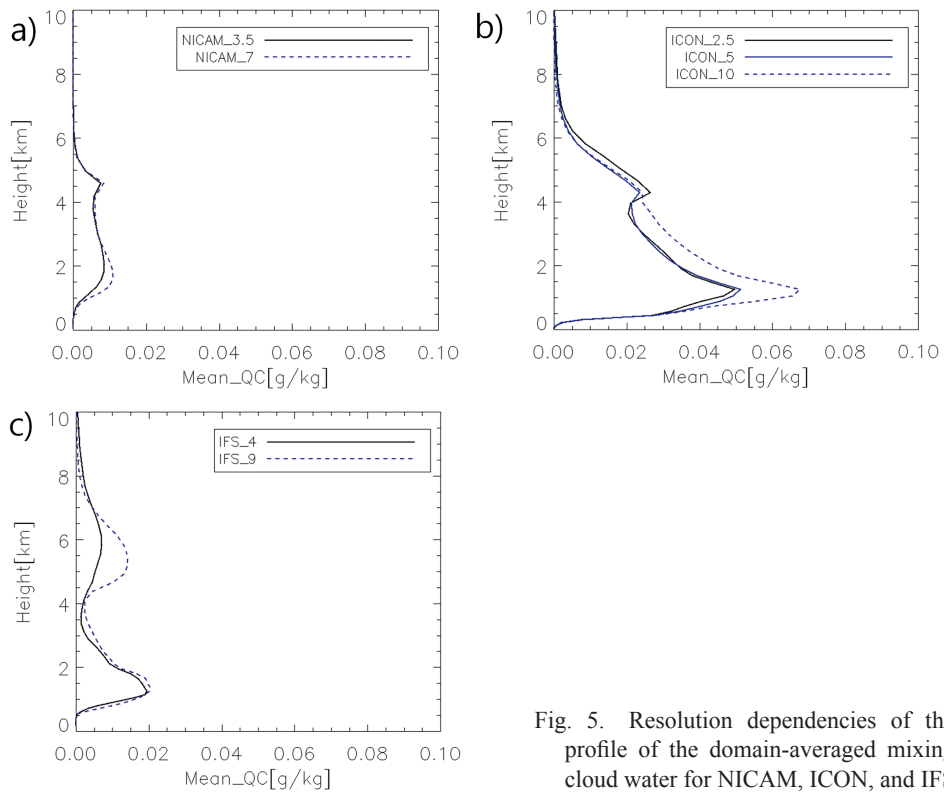 a)
10
8
6
4
2
0
Height[km]
NICAM_3.5
NICAM_7
0.00 0.02 0.04 0.06 0.08 0.10
Mean_QC[g/kg]
b)
10
8
6
4
2
0
Height[km]
ICON_2.5
ICON_5
ICON_10
0.00 0.02 0.04 0.06 0.08 0.10
Mean_QC[g/kg]
c)
10
8
6
4
2
0
Height[km]
IFS_4
IFS_9
0.00 0.02 0.04 0.06 0.08 0.10
Mean_QC[g/kg]
Fig. 5. Resolution dependencies of th
profile of the domain-averaged mixing
cloud water for NICAM, ICON, and IFS